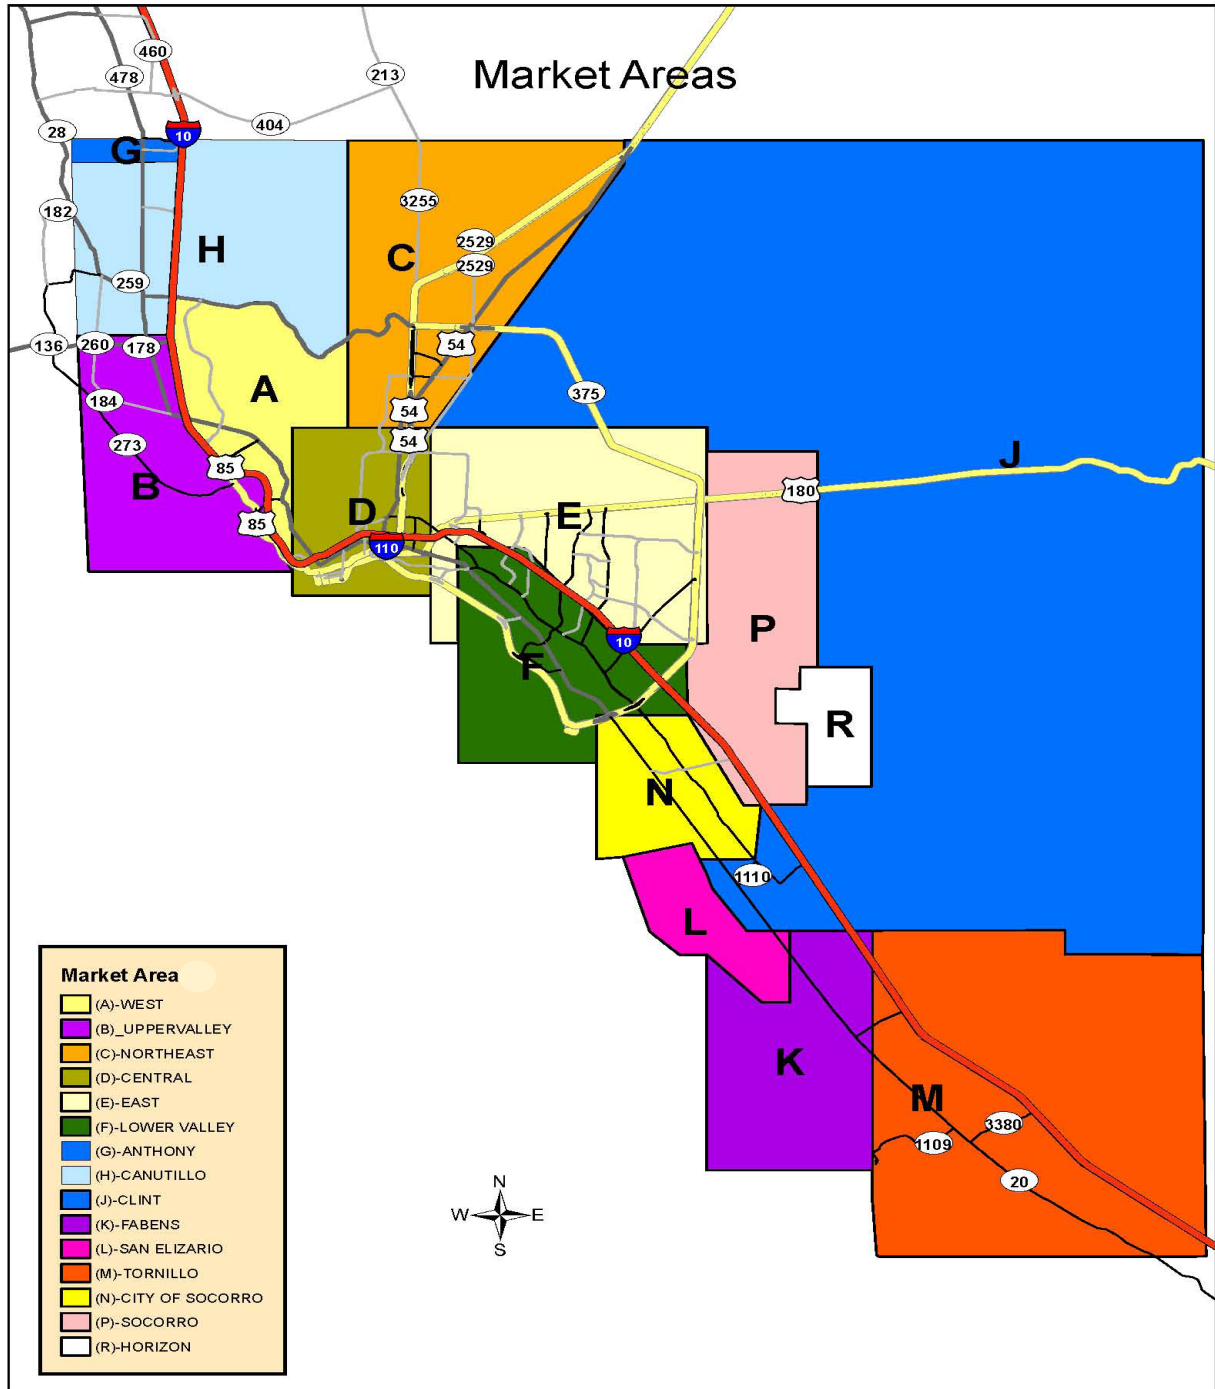 460
213
Market Areas
478
404
28
10
G
3255
182
2529
H
C
2529
259
54
136
260
178
375
A
184
54
54
273
J
85
B
180
D
E
85
110
10
P
F
R
N
1110
L
K
M
3380
1109
20
Market Area
(A)-WEST
(B)_UPPERVALLEY
(C)-NORTHEAST
(D)-CENTRAL
(E)-EAST
(F)-LOWER VALLEY
(G)-ANTHONY
(H)-CANUTILLO
(J)-CLINT
(K)-FABENS
(L)-SAN ELIZARIO
(M)-TORNILLO
(N)-CITY OF SOCORRO
(P)-SOCORRO
(R)-HORIZON
N
W E
S